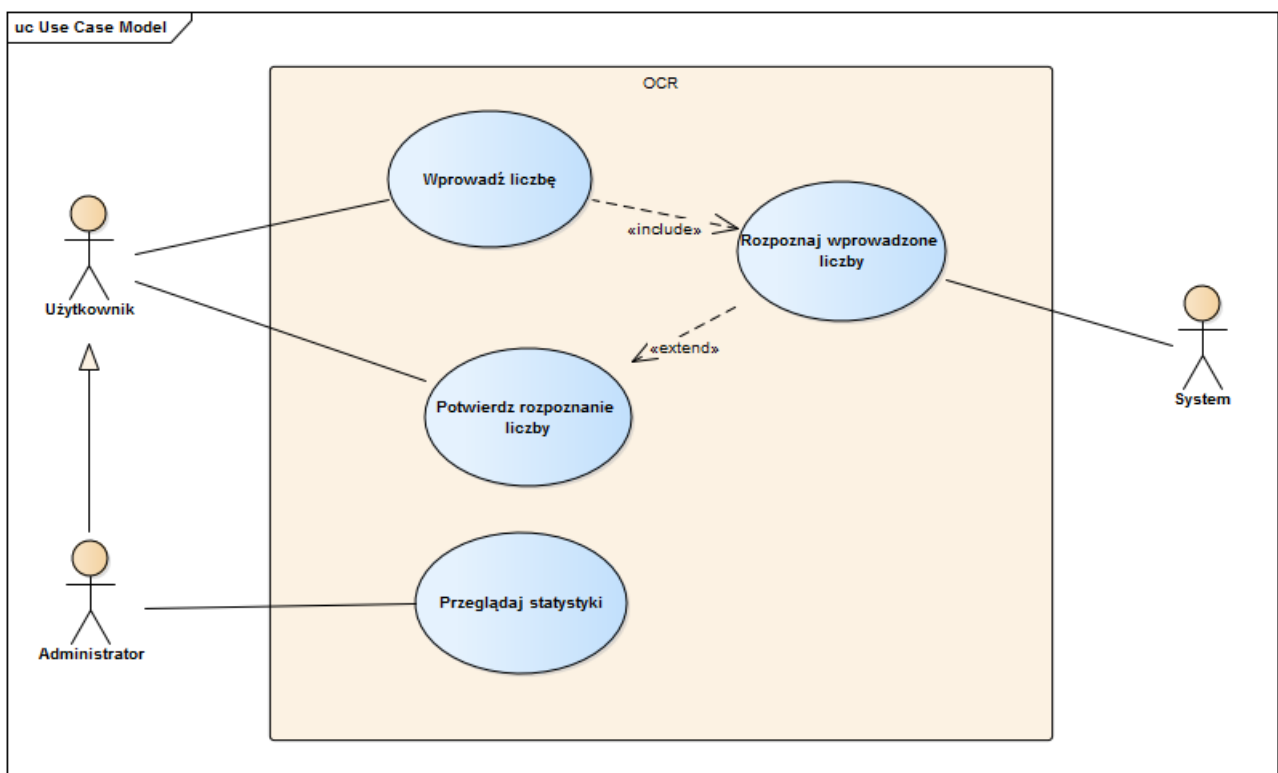 uc Use Case Model
OCR
Wprowadź liczbę
«include»
Rozpoznaj wprowadzone
liczby
Użytkownik
«extend»
System
Potwierdz rozpoznanie
liczby
Przeglądaj statystyki
Administrator